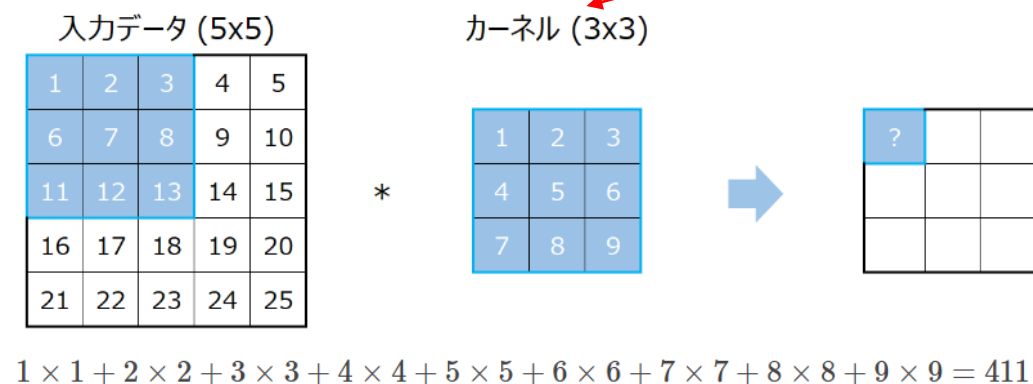 入力データ (5x5)
カーネル (3x3)
1 2 3 4 5
6 7 8 9 10
11 12 13 14 15
16 17 18 19 20
21 22 23 24 25
*
1 2 3
4 5 6
7 8 9
?
1 × 1 + 2 × 2 + 3 × 3 + 4 × 4 + 5 × 5 + 6 × 6 + 7 × 7 + 8 × 8 + 9 × 9 = 411